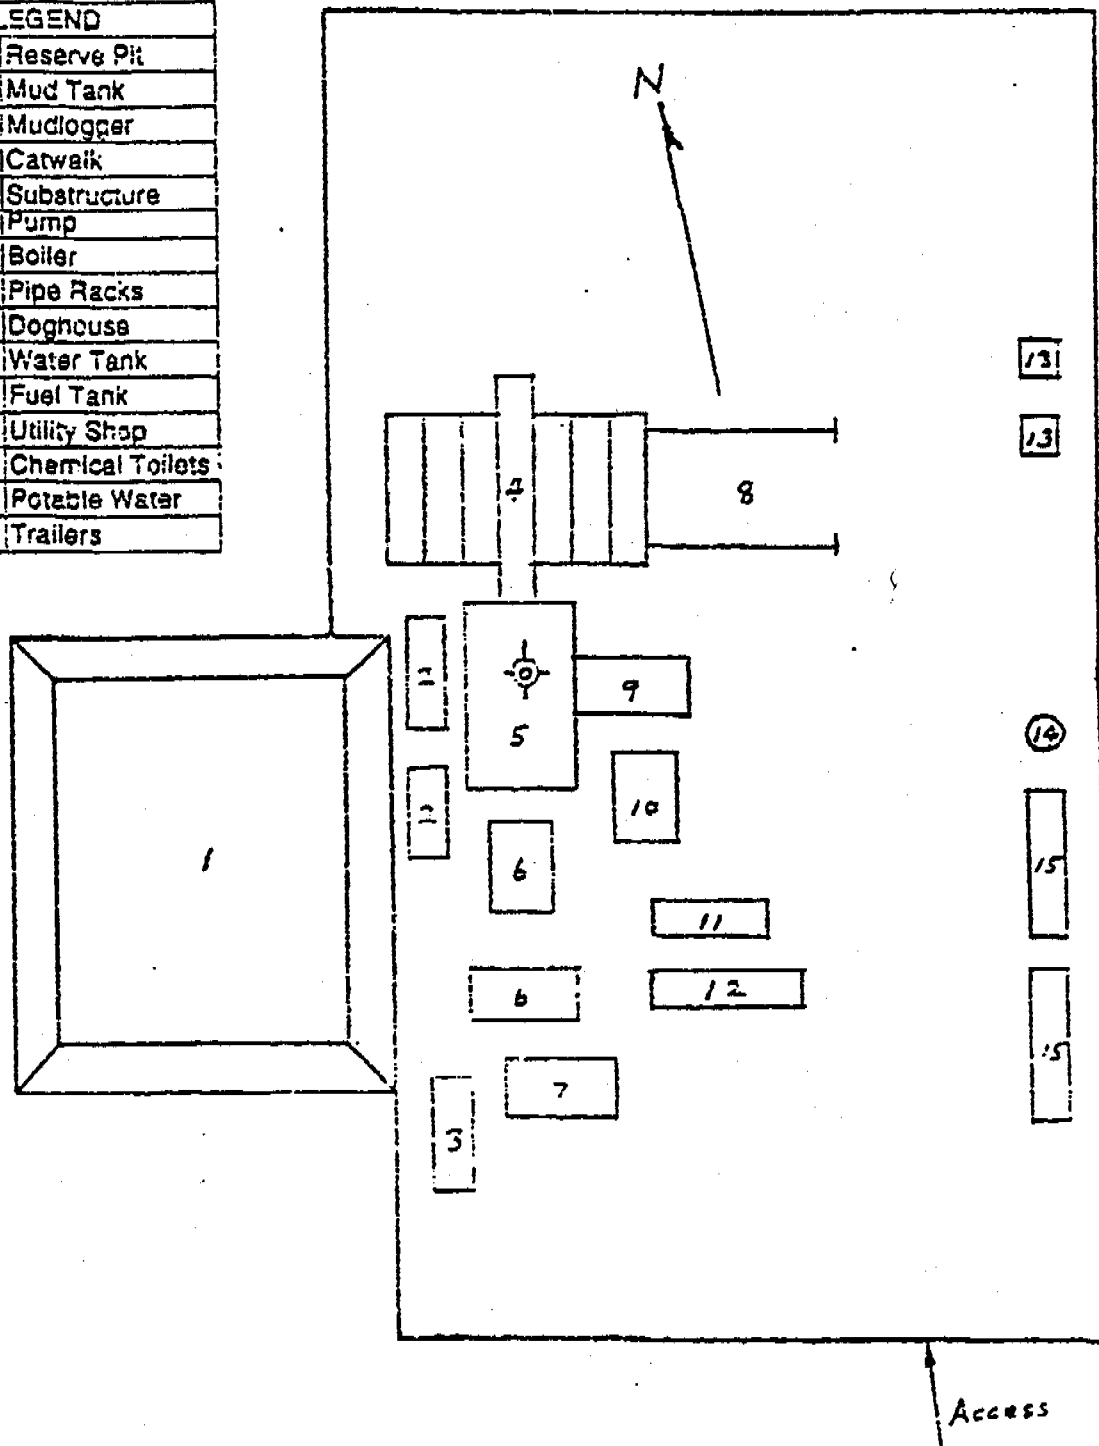 LEGEND
Reserve Pit
Mud Tank
Mudlogger
Catwalk
Substructure
Pump
Boiler
Pipe Racks
Doghouse
Water Tank
Fuel Tank
Utility Shop
Chemical Toilets
Potable Water
Trailers
N
13
13
4
8
9
5
14
10
1
6
15
11
6
12
15
7
3
Access